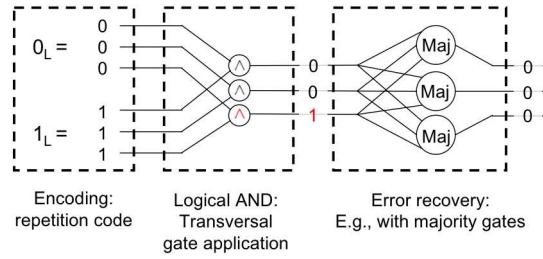 0
0_L = 0
0
1
1_L = 1
1
∧
∧
∧
0
0
1
Maj
Maj
Maj
0
0
0
Encoding:
repetition code
Logical AND:
Transversal
gate application
Error recovery:
E.g., with majority gates